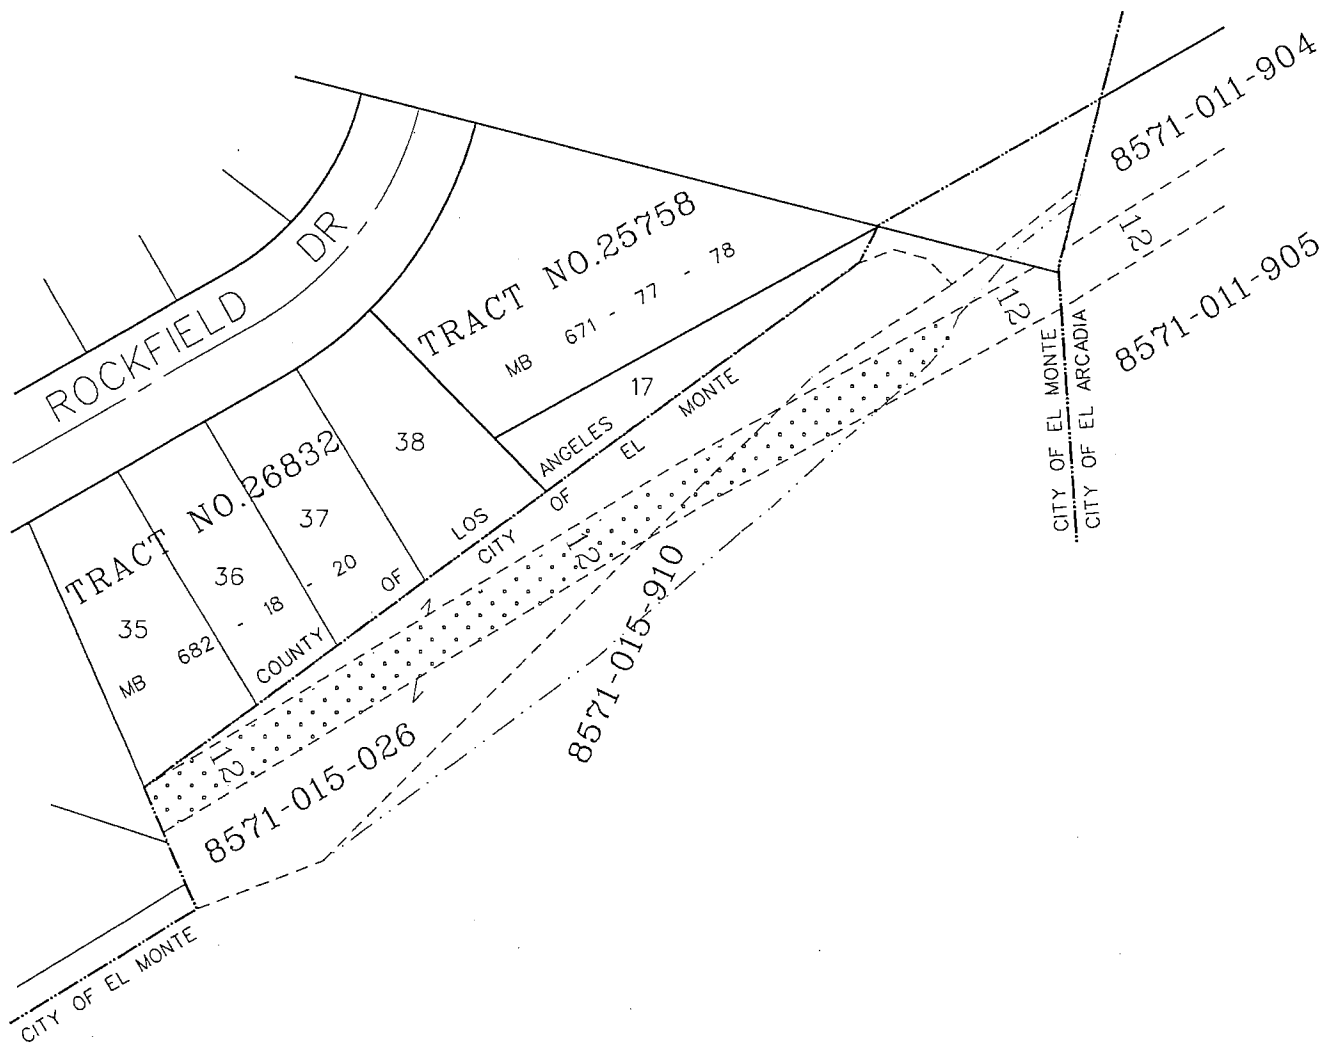 ROCKFIELD DR
TRACT NO.25758
MB 671 - 77 - 78
17
TRACT NO.26832
MB 682 - 18 - 20
35
36
37
38
COUNTY OF LOS ANGELES
CITY OF EL MONTE
12
12
12
12
8571-011-904
8571-011-905
8571-015-910
8571-015-026
CITY OF EL MONTE
CITY OF EL ARCADIA
CITY OF EL MONTE